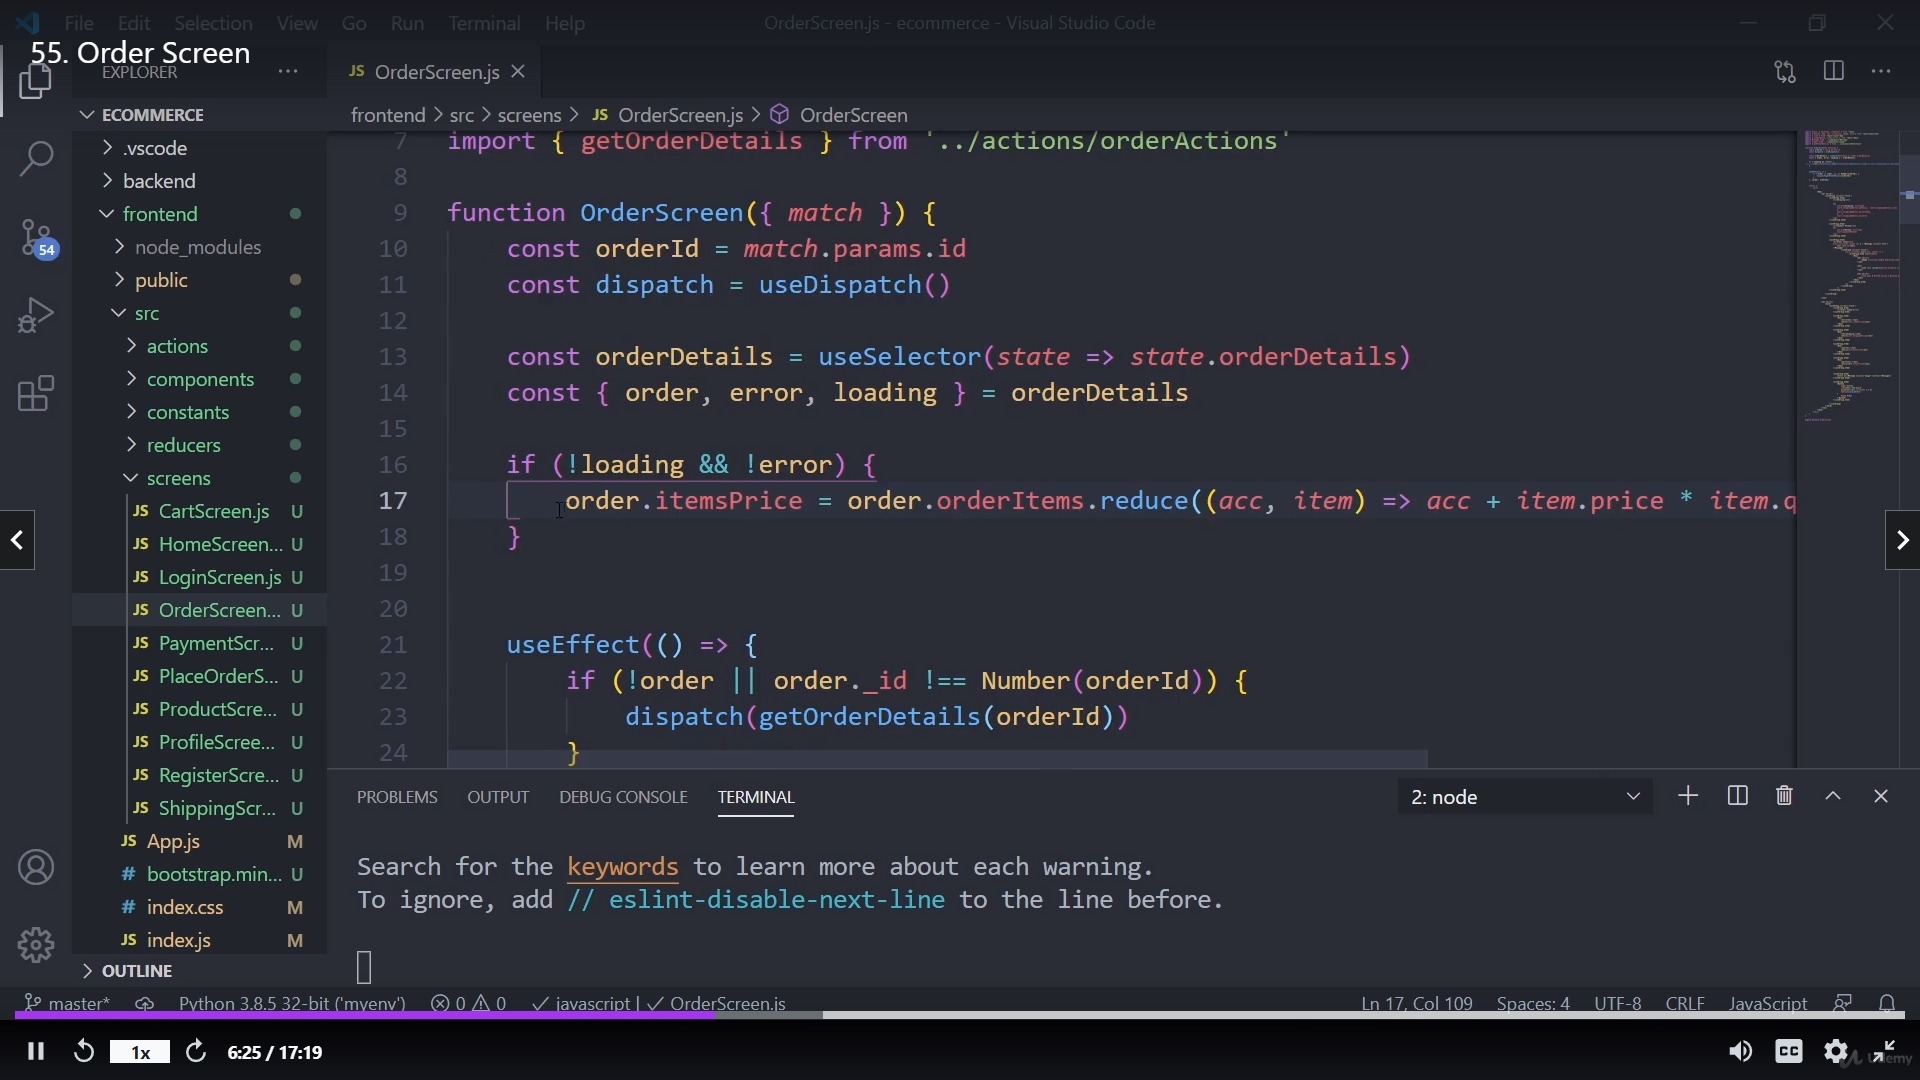 File Edit Selection View Go Run Terminal Help
OrderScreen.js - ecommerce - Visual Studio Code
55. Order Screen
EXPLORER
JS OrderScreen.js
ECOMMERCE
frontend > src > screens > JS OrderScreen.js > OrderScreen
.vscode
backend
frontend
node_modules
public
src
actions
components
constants
reducers
screens
JS CartScreen.js U
JS HomeScreen... U
JS LoginScreen.js U
JS OrderScreen... U
JS PaymentScr... U
JS PlaceOrderS... U
JS ProductScre... U
JS ProfileScree... U
JS RegisterScre... U
JS ShippingScr... U
JS App.js M
# bootstrap.min... U
# index.css M
JS index.js M
OUTLINE
54
7 import { getOrderDetails } from '../actions/orderActions'
8
9 function OrderScreen({ match }) {
10 const orderId = match.params.id
11 const dispatch = useDispatch()
12
13 const orderDetails = useSelector(state => state.orderDetails)
14 const { order, error, loading } = orderDetails
15
16 if (!loading && !error) {
17 order.itemsPrice = order.orderItems.reduce((acc, item) => acc + item.price * item.q
18 }
19
20
21 useEffect(() => {
22 if (!order || order._id !== Number(orderId)) {
23 dispatch(getOrderDetails(orderId))
24 }
PROBLEMS OUTPUT DEBUG CONSOLE TERMINAL
2: node
Search for the keywords to learn more about each warning.
To ignore, add // eslint-disable-next-line to the line before.
master* Python 3.8.5 32-bit ('myenv') 0 0 javascript | OrderScreen.js
Ln 17, Col 109 Spaces: 4 UTF-8 CRLF JavaScript
1x 6:25 / 17:19
CC
Udemy